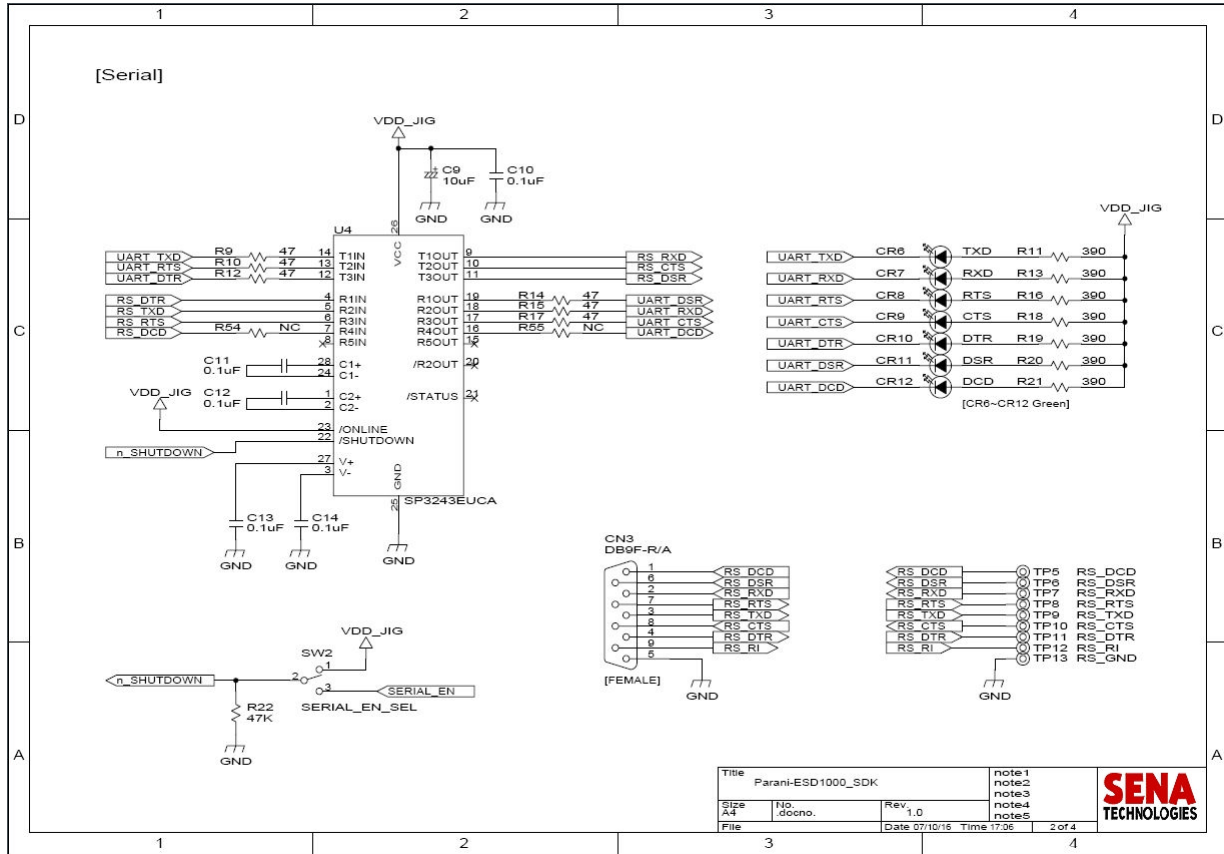 1 2 3 4
[Serial]
D D
VDD_JIG
C9
10uF
C10
0.1uF
GND GND
VDD_JIG
U4
26
VCC
UART_TXD R9 47 14 T1IN T1OUT 9 RS_RXD
UART_RTS R10 47 13 T2IN T2OUT 10 RS_CTS
UART_DTR R12 47 12 T3IN T3OUT 11 RS_DSR
RS_DTR 4 R1IN R1OUT 19 R14 47 UART_DSR
RS_TXD 5 R2IN R2OUT 18 R15 47 UART_RXD
RS_RTS 6 R3IN R3OUT 17 R17 47 UART_CTS
RS_DCD R54 NC 7 R4IN R4OUT 16 R55 NC UART_DCD
8 R5IN R5OUT 15
C11
0.1uF
28 C1+
24 C1-
/R2OUT 20
C12
0.1uF
1 C2+
2 C2-
/STATUS 21
VDD_JIG
23 /ONLINE
n_SHUTDOWN 22 /SHUTDOWN
27 V+
3 V-
GND
25
SP3243EUCA
C13
0.1uF
C14
0.1uF
GND GND GND
UART_TXD CR6 TXD R11 390
UART_RXD CR7 RXD R13 390
UART_RTS CR8 RTS R16 390
UART_CTS CR9 CTS R18 390
UART_DTR CR10 DTR R19 390
UART_DSR CR11 DSR R20 390
UART_DCD CR12 DCD R21 390
[CR6~CR12 Green]
C C
B B
CN3
DB9F-R/A
1 RS_DCD
6 RS_DSR
2 RS_RXD
7 RS_RTS
3 RS_TXD
8 RS_CTS
4 RS_DTR
9 RS_RI
5
[FEMALE]
GND
RS_DCD TP5 RS_DCD
RS_DSR TP6 RS_DSR
RS_RXD TP7 RS_RXD
RS_RTS TP8 RS_RTS
RS_TXD TP9 RS_TXD
RS_CTS TP10 RS_CTS
RS_DTR TP11 RS_DTR
RS_RI TP12 RS_RI
TP13 RS_GND
GND
VDD_JIG
SW2
1
n_SHUTDOWN 2
3 SERIAL_EN
SERIAL_EN_SEL
R22
47K
GND
A A
Title
Parani-ESD1000_SDK
Size
A4
No.
.docno.
Rev.
1.0
File
Date 07/10/16 Time 17:06
2 of 4
note1
note2
note3
note4
note5
SENA
TECHNOLOGIES
1 2 3 4